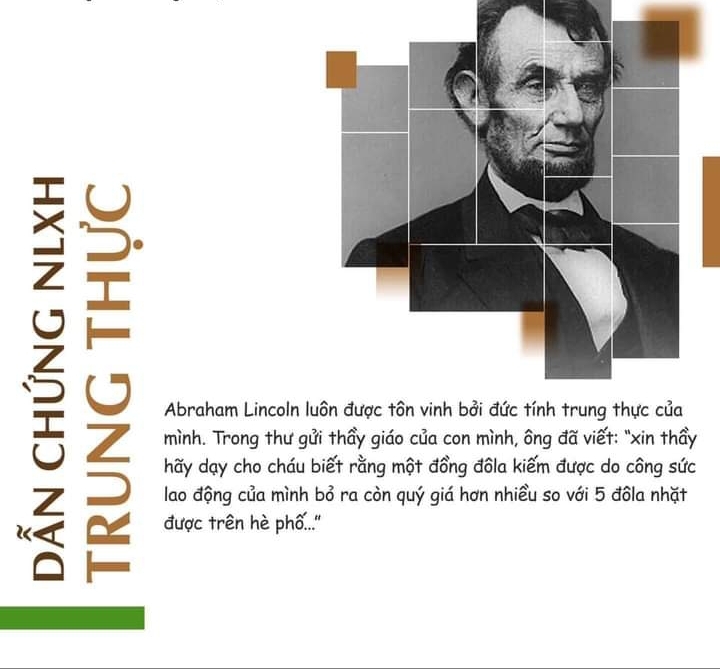 DẪN CHỨNG NLXH
TRUNG THỰC
Abraham Lincoln luôn được tôn vinh bởi đức tính trung thực của
mình. Trong thư gửi thầy giáo của con mình, ông đã viết: “xin thầy
hãy dạy cho cháu biết rằng một đồng đôla kiếm được do công sức
lao động của mình bỏ ra còn quý giá hơn nhiều so với 5 đôla nhặt
được trên hè phố...”